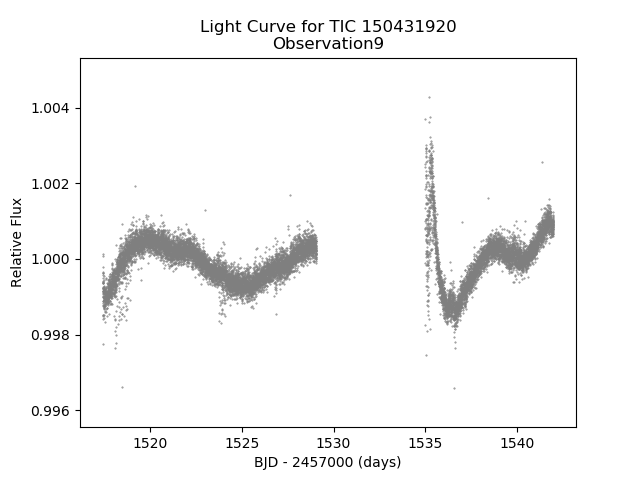 Light Curve for TIC 150431920
Observation9
1.004
1.002
1.000
0.998
0.996
Relative Flux
1520
1525
1530
1535
1540
BJD - 2457000 (days)